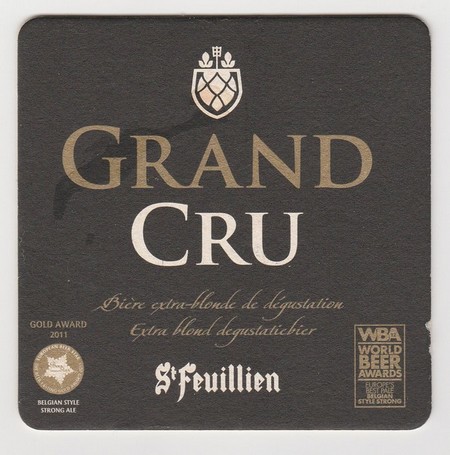 GRAND
CRU
Bière extra-blonde de dégustation
Extra blond degustatiebier
GOLD AWARD
2011
BELGIAN STYLE
STRONG ALE
St Feuillien
WBA
WORLD
BEER
AWARDS
EUROPE'S
BEST PALE
BELGIAN
STYLE STRONG